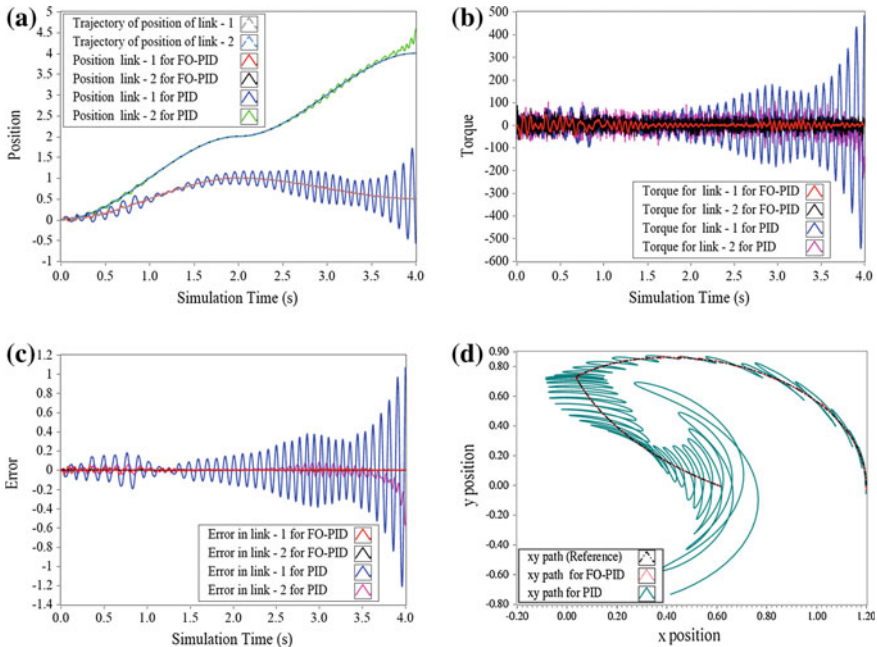 (a)
Trajectory of position of link - 1
Trajectory of position of link - 2
Position link - 1 for FO-PID
Position link - 2 for FO-PID
Position link - 1 for PID
Position link - 2 for PID
5
4.5
4
3.5
3
2.5
2
1.5
1
0.5
0
-0.5
-1
Position
0.0 0.5 1.0 1.5 2.0 2.5 3.0 3.5 4.0
Simulation Time (s)
(b)
500
400
300
200
100
0
-100
-200
-300
-400
-500
-600
Torque
Torque for link - 1 for FO-PID
Torque for link - 2 for FO-PID
Torque for link - 1 for PID
Torque for link - 2 for PID
0.0 0.5 1.0 1.5 2.0 2.5 3.0 3.5 4.0
Simulation Time (s)
(c)
1.2
1
0.8
0.6
0.4
0.2
0
-0.2
-0.4
-0.6
-0.8
-1
-1.2
-1.4
Error
Error in link - 1 for FO-PID
Error in link - 2 for FO-PID
Error in link - 1 for PID
Error in link - 2 for PID
0.0 0.5 1.0 1.5 2.0 2.5 3.0 3.5 4.0
Simulation Time (s)
(d)
0.90
0.80
0.60
0.40
0.20
0.00
-0.20
-0.40
-0.60
-0.80
y position
xy path (Reference)
xy path for FO-PID
xy path for PID
-0.20 0.00 0.20 0.40 0.60 0.80 1.00 1.20
x position